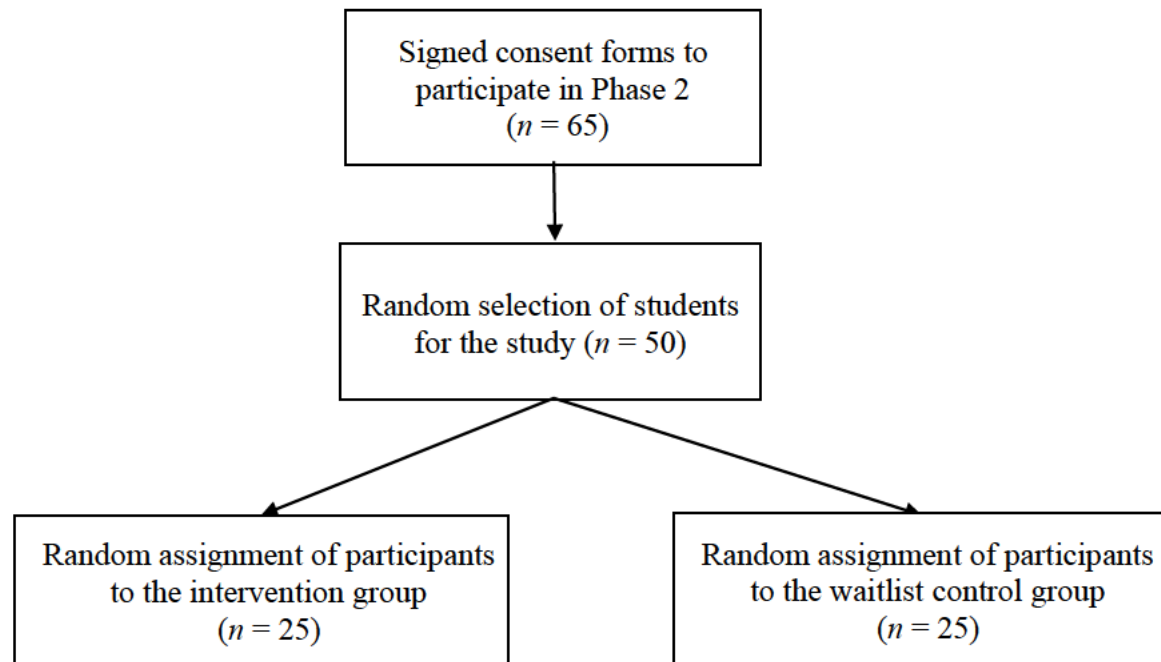 Signed consent forms to
participate in Phase 2
(n = 65)
Random selection of students
for the study (n = 50)
Random assignment of participants
to the intervention group
(n = 25)
Random assignment of participants
to the waitlist control group
(n = 25)